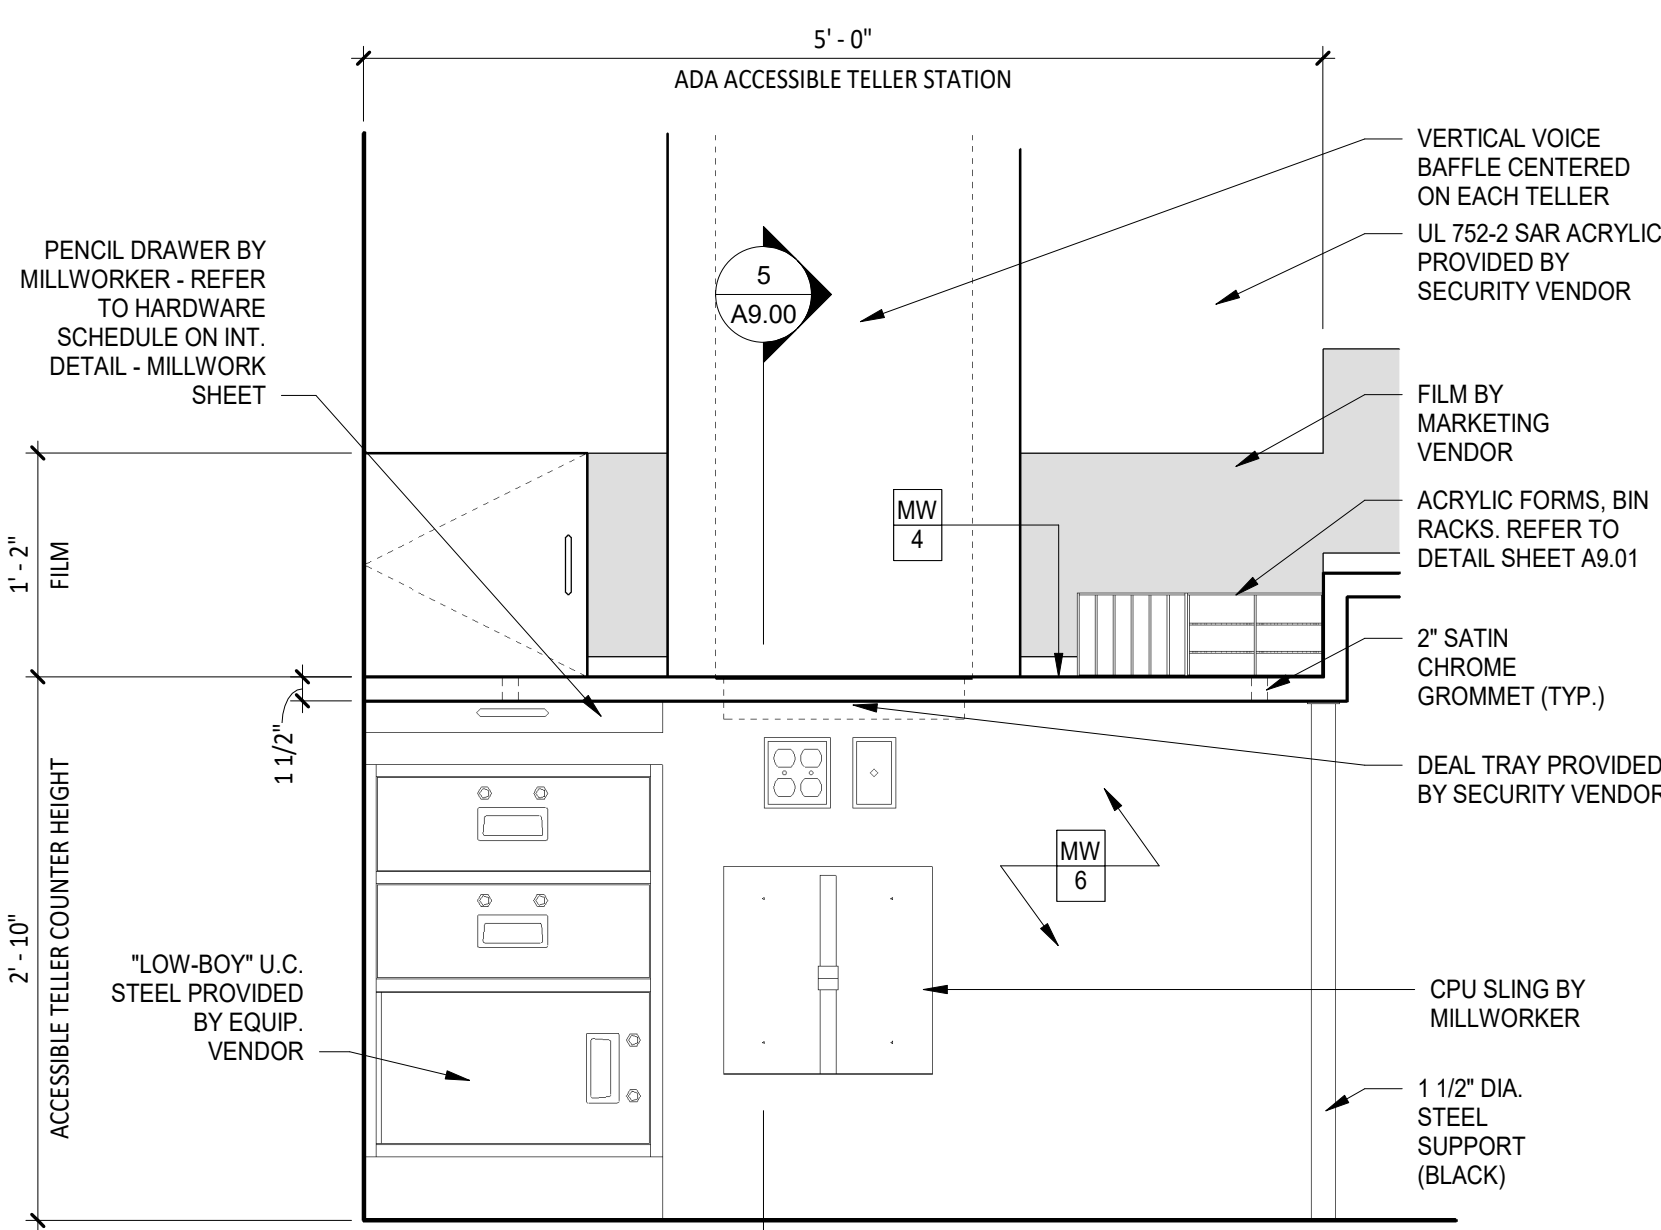 5' - 0"
ADA ACCESSIBLE TELLER STATION
VERTICAL VOICE
BAFFLE CENTERED
ON EACH TELLER
UL 752-2 SAR ACRYLIC
PROVIDED BY
SECURITY VENDOR
PENCIL DRAWER BY
MILLWORKER - REFER
TO HARDWARE
SCHEDULE ON INT.
DETAIL - MILLWORK
SHEET
5
A9.00
FILM BY
MARKETING
VENDOR
MW
4
ACRYLIC FORMS, BIN
RACKS. REFER TO
DETAIL SHEET A9.01
1' - 2"
FILM
2" SATIN
CHROME
GROMMET (TYP.)
1 1/2"
DEAL TRAY PROVIDED
BY SECURITY VENDOR
MW
6
2' - 10"
ACCESSIBLE TELLER COUNTER HEIGHT
"LOW-BOY" U.C.
STEEL PROVIDED
BY EQUIP.
VENDOR
CPU SLING BY
MILLWORKER
1 1/2" DIA.
STEEL
SUPPORT
(BLACK)